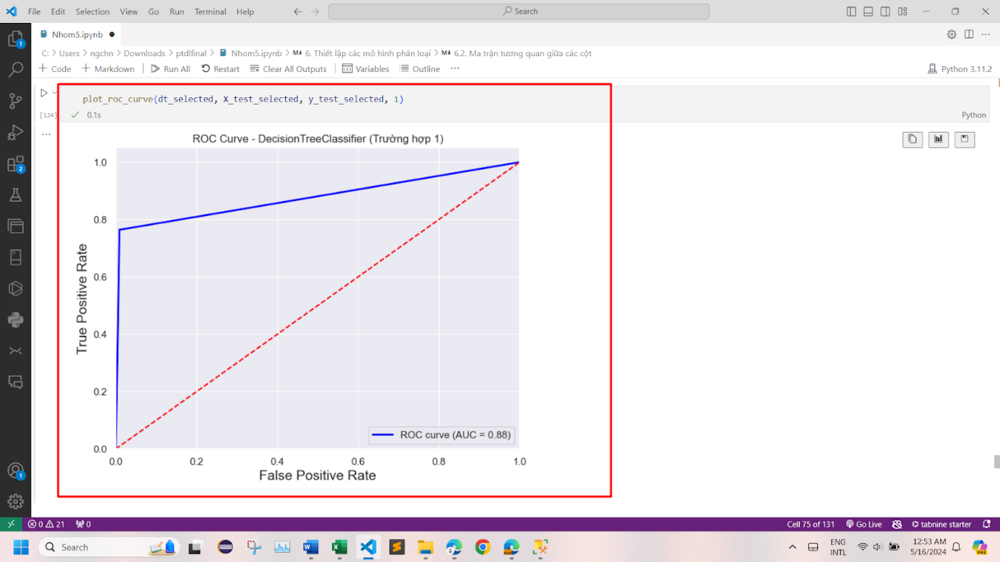 File Edit Selection View Go Run Terminal Help
Search
Nhom5.ipynb
C: > Users > ngchn > Downloads > ptdlfinal > Nhom5.ipynb > M↓ 6. Thiết lập các mô hình phân loại > M↓ 6.2. Ma trận tương quan giữa các cột
+ Code + Markdown Run All Restart Clear All Outputs Variables Outline ...
Python 3.11.2
plot_roc_curve(dt_selected, X_test_selected, y_test_selected, 1)
[124] 0.1s
Python
ROC Curve - DecisionTreeClassifier (Trường hợp 1)
1.0
0.8
0.6
0.4
0.2
0.0
True Positive Rate
ROC curve (AUC = 0.88)
0.0 0.2 0.4 0.6 0.8 1.0
False Positive Rate
1
2
1
0 21 0
Cell 75 of 131 Go Live tabnine starter
Search
ENG
INTL
12:53 AM
5/16/2024
PRE